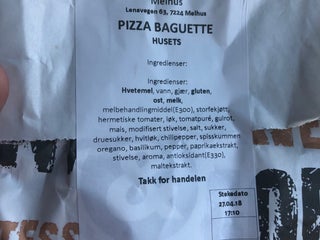 Melhus
Lensvegen 63, 7224 Melhus
PIZZA BAGUETTE
HUSETS
Ingredienser:
Ingredienser:
Hvetemel, vann, gjær, gluten,
ost, melk,
melbehandlingmiddel(E300), storfekjøtt,
hermetiske tomater, løk, tomatpuré, gulrot,
mais, modifisert stivelse, salt, sukker,
druesukker, hvitløk, chilipepper, spisskummen
oregano, basilikum, pepper, paprikaekstrakt,
stivelse, aroma, antioksidant(E330),
maltekstrakt.
Takk for handelen
Stekedato
27.04.18
17:10
ESS